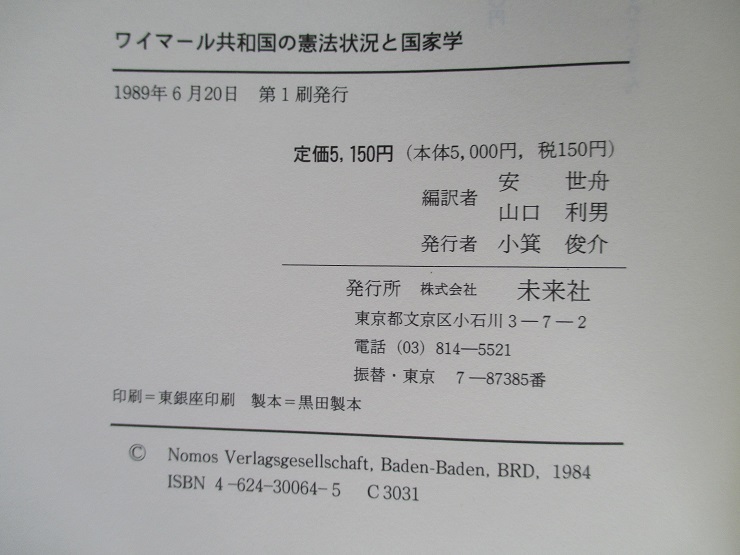 ワイマール共和国の憲法状況と国家学
1989年6月20日　第1刷発行
定価5,150円（本体5,000円，税150円）
編訳者　安　世舟
山口　利男
発行者　小箕　俊介
発行所　株式会社　未来社
東京都文京区小石川3―7―2
電話（03）814―5521
振替・東京　7―87385番
印刷＝東銀座印刷　製本＝黒田製本
© Nomos Verlagsgesellschaft, Baden-Baden, BRD, 1984
ISBN 4-624-30064-5　C3031